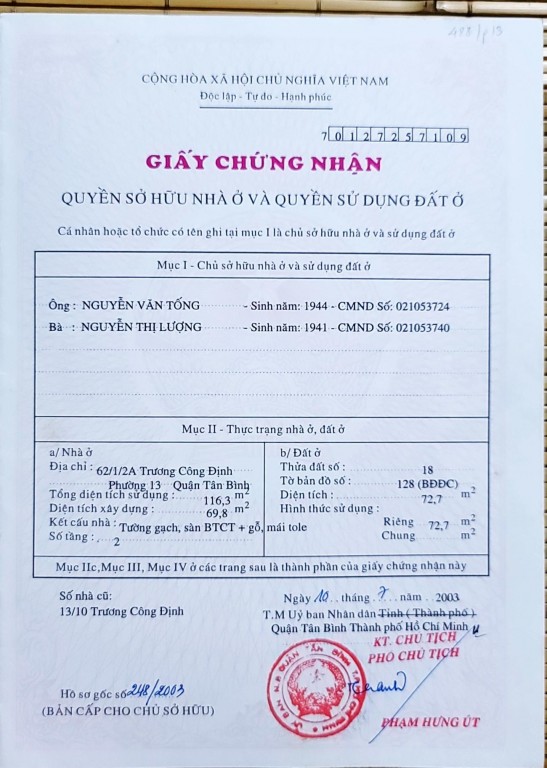 448/p13
CỘNG HÒA XÃ HỘI CHỦ NGHĨA VIỆT NAM
Độc lập - Tự do - Hạnh phúc
7 0 1 2 7 2 5 7 1 0 9
GIẤY CHỨNG NHẬN
QUYỀN SỞ HỮU NHÀ Ở VÀ QUYỀN SỬ DỤNG ĐẤT Ở
Cá nhân hoặc tổ chức có tên ghi tại mục I là chủ sở hữu nhà ở và sử dụng đất ở
Mục I - Chủ sở hữu nhà ở và sử dụng đất ở
Ông : NGUYỄN VĂN TỐNG - Sinh năm: 1944 - CMND Số: 021053724
Bà : NGUYỄN THỊ LƯỢNG - Sinh năm: 1941 - CMND Số: 021053740
Mục II - Thực trạng nhà ở, đất ở
a/ Nhà ở
Địa chỉ : 62/1/2A Trương Công Định
Phường 13 Quận Tân Bình
Tổng diện tích sử dụng : 116,3 m2
Diện tích xây dựng : 69,8 m2
Kết cấu nhà : Tường gạch, sàn BTCT + gỗ, mái tole
Số tầng : 2
b/ Đất ở
Thửa đất số : 18
Tờ bản đồ số : 128 (BĐĐC)
Diện tích : 72,7 m2
Hình thức sử dụng :
Riêng 72,7 m2
Chung m2
Mục IIc,Mục III, Mục IV ở các trang sau là thành phần của giấy chứng nhận này
Số nhà cũ:
13/10 Trương Công Định
Hồ sơ gốc số 248/2003
(BẢN CẤP CHO CHỦ SỞ HỮU)
Ngày 10 tháng 7 năm 2003
T.M Uỷ ban Nhân dân Tỉnh ( Thành phố )
Quận Tân Bình Thành phố Hồ Chí Minh
KT. CHỦ TỊCH
PHÓ CHỦ TỊCH
PHẠM HƯNG ÚT